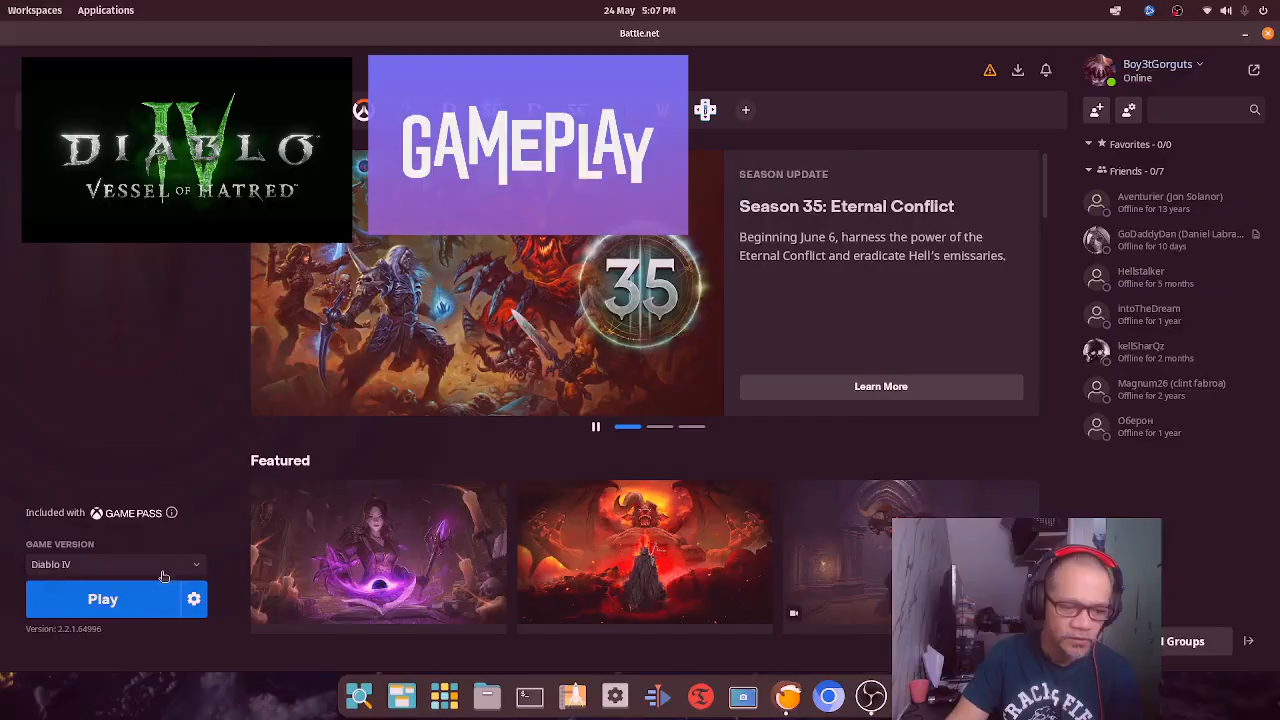 Workspaces Applications
24 May 5:07 PM
Battle.net
DIABLO IV
VESSEL OF HATRED
GAMEPLAY
35
SEASON UPDATE
Season 35: Eternal Conflict
Beginning June 6, harness the power of the
Eternal Conflict and eradicate Hell's emissaries.
Learn More
Boy3tGorguts
Online
Favorites - 0/0
Friends - 0/7
Aventurier (Jon Solanor)
Offline for 13 years
GoDaddyDan (Daniel Labra...
Offline for 10 days
Hellstalker
Offline for 5 months
intoTheDream
Offline for 1 year
kellSharQz
Offline for 2 months
Magnum26 (clint fabroa)
Offline for 2 years
Оберон
Offline for 1 year
Featured
Included with GAME PASS
GAME VERSION
Diablo IV
Play
Version: 2.2.1.64996
Groups